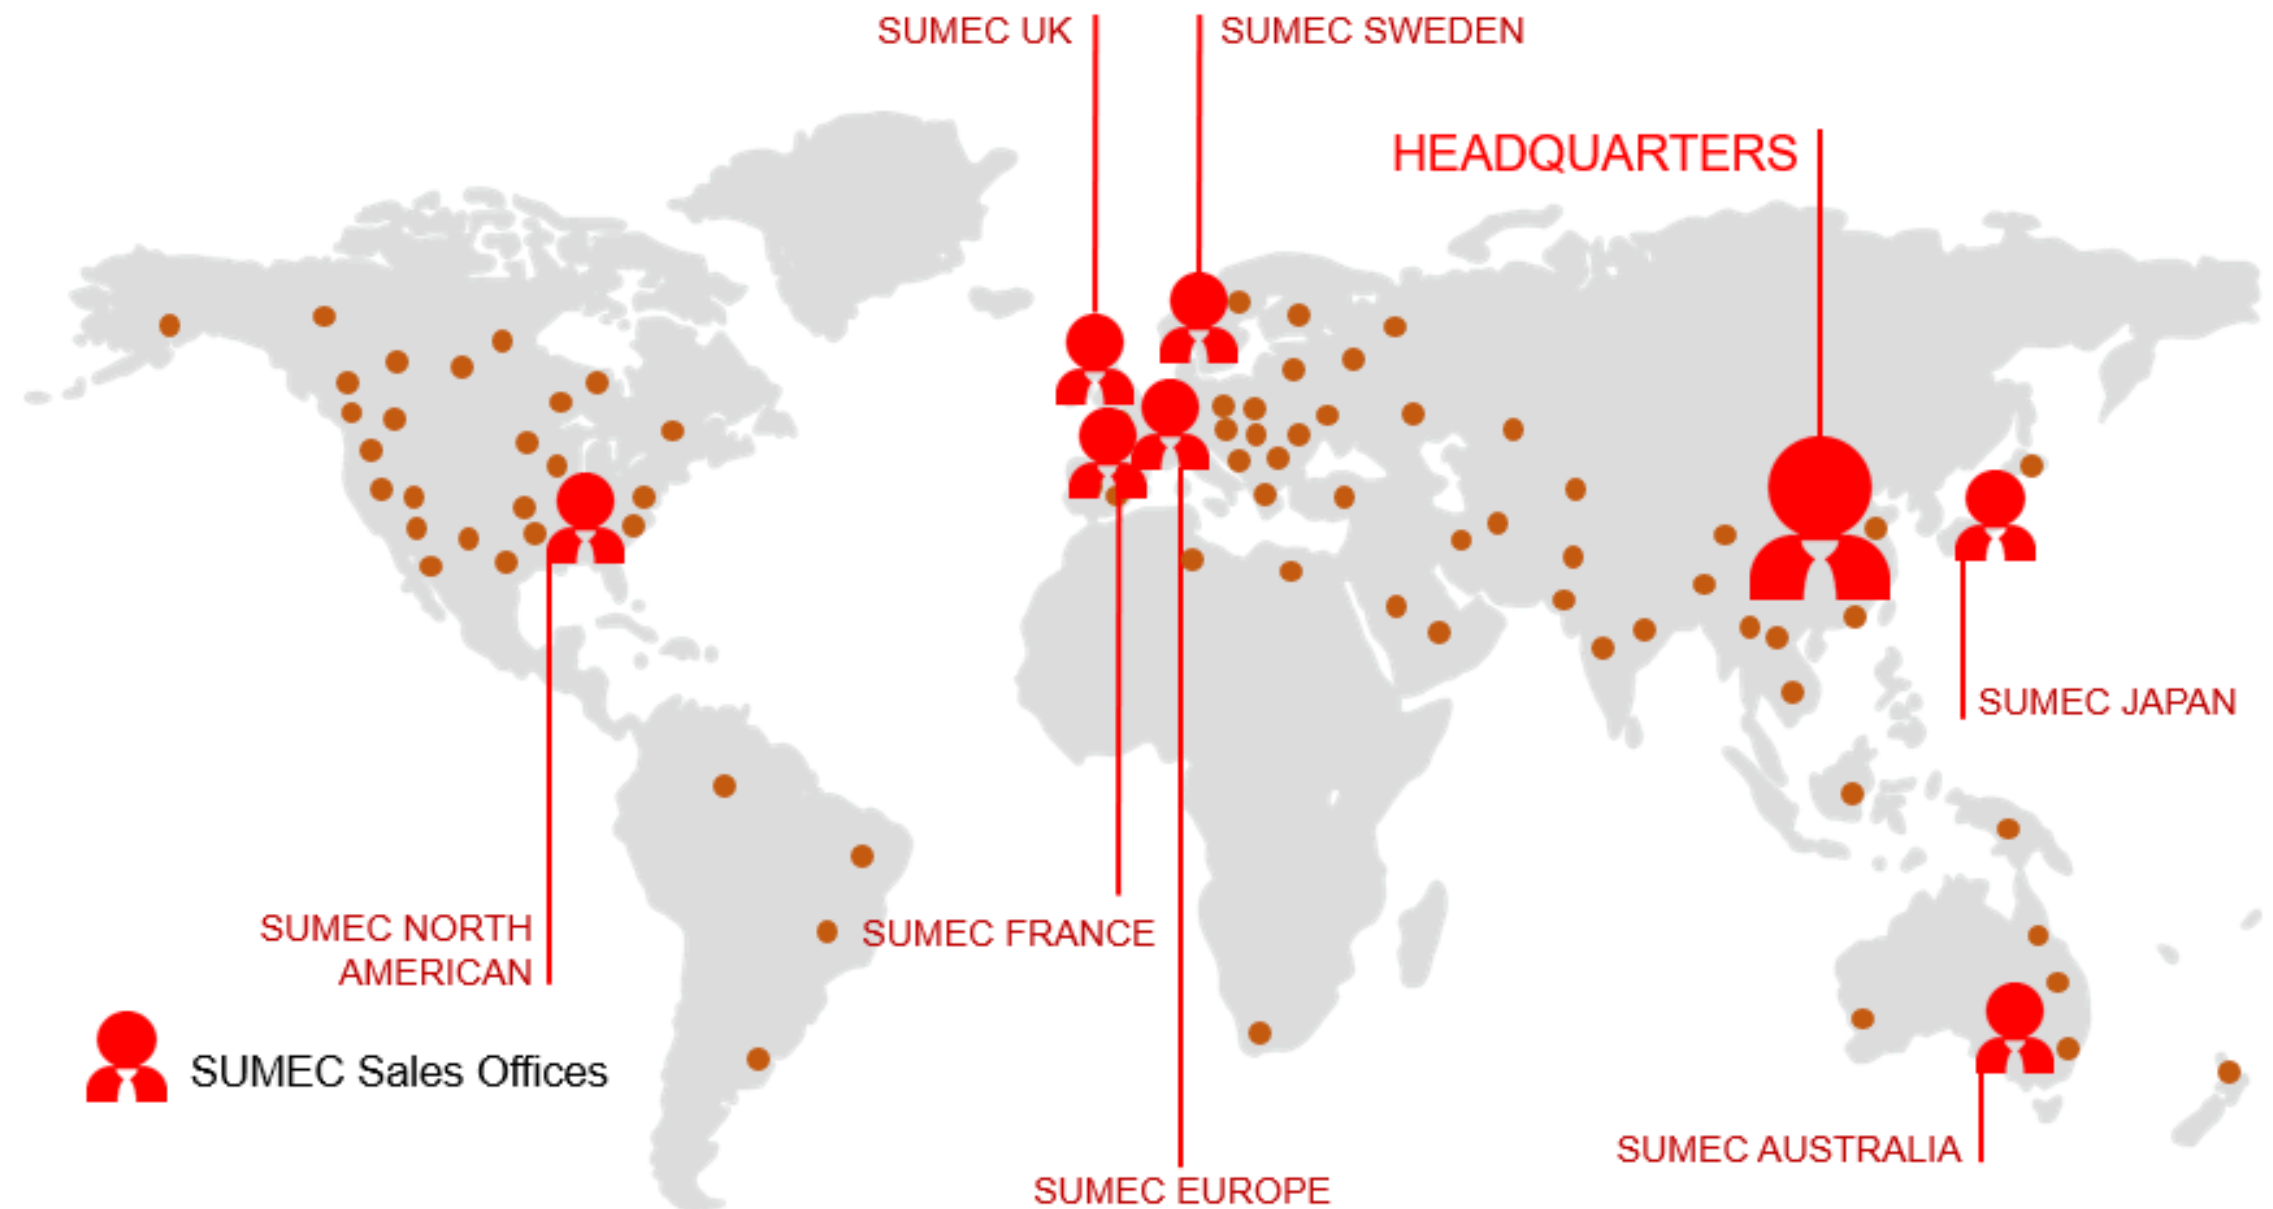 SUMEC UK
SUMEC SWEDEN
HEADQUARTERS
SUMEC JAPAN
SUMEC NORTH
AMERICAN
SUMEC FRANCE
SUMEC Sales Offices
SUMEC AUSTRALIA
SUMEC EUROPE